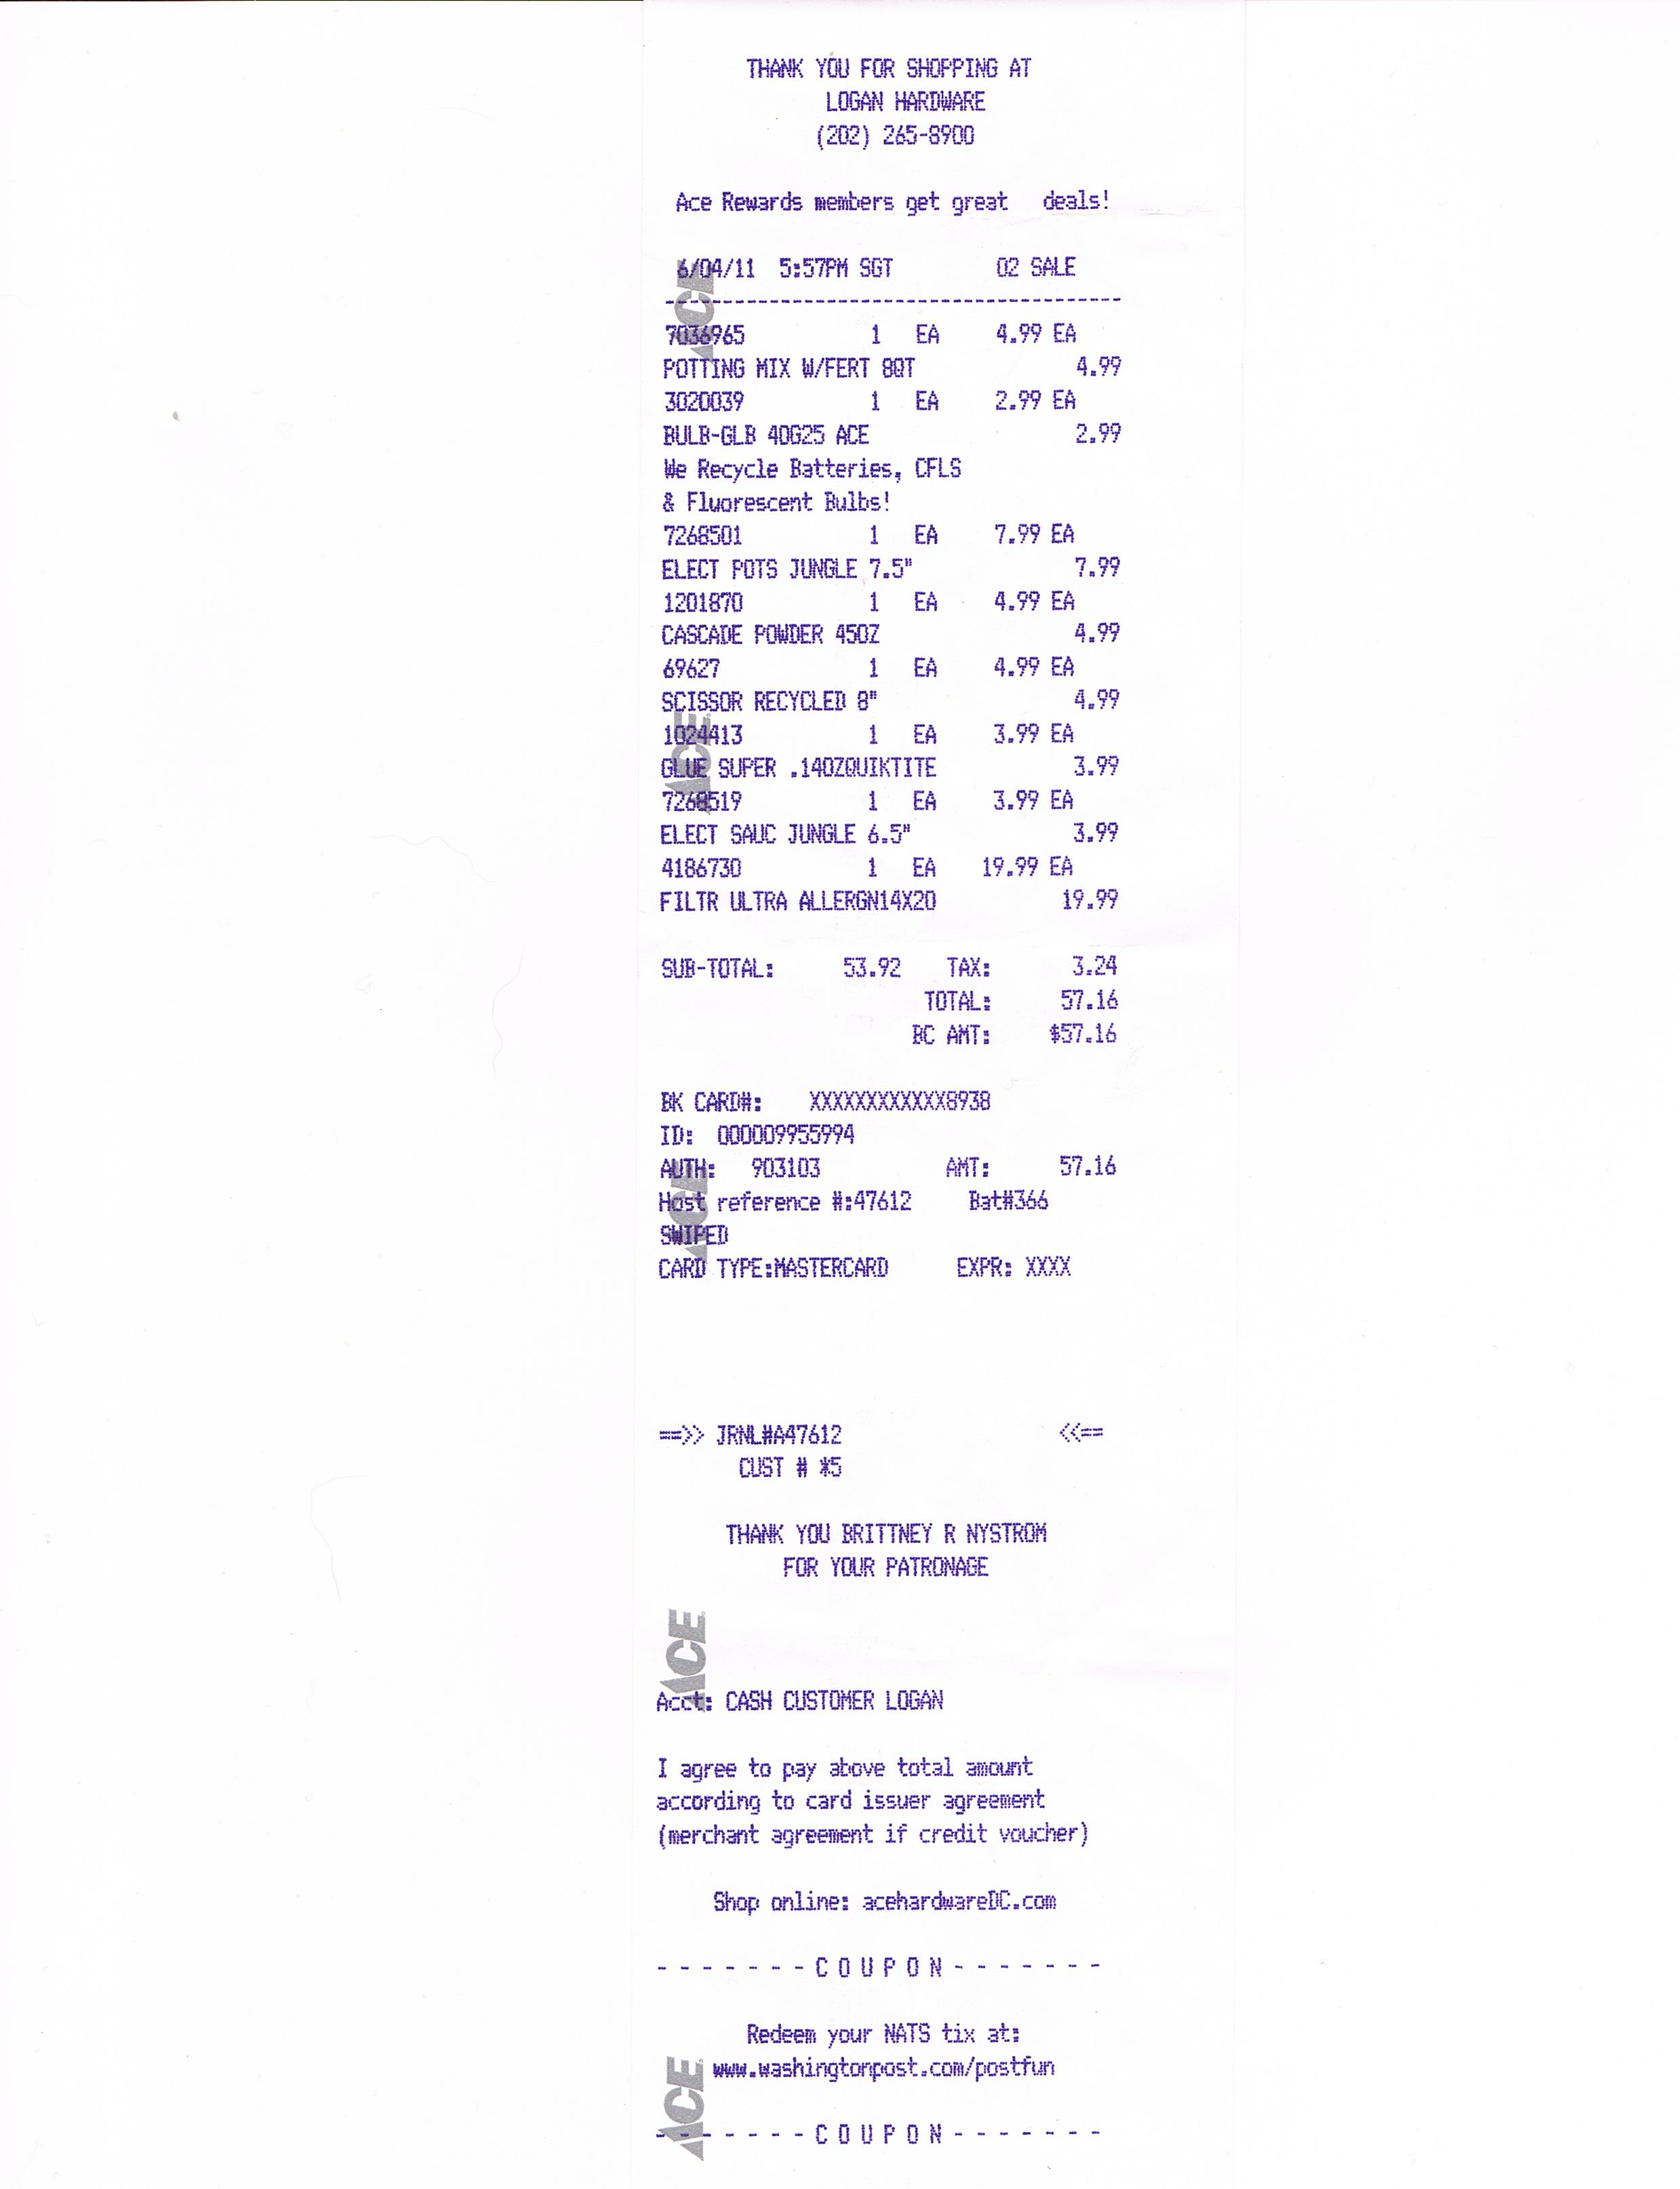 THANK YOU FOR SHOPPING AT
LOGAN HARDWARE
(202) 265-8900
Ace Rewards members get great deals!
6/04/11 5:57PM SGT 02 SALE
----------------------------------------
7036965 1 EA 4.99 EA
POTTING MIX W/FERT 8QT 4.99
3020039 1 EA 2.99 EA
BULB-GLB 40G25 ACE 2.99
We Recycle Batteries, CFLS
& Fluorescent Bulbs!
7268501 1 EA 7.99 EA
ELECT POTS JUNGLE 7.5" 7.99
1201870 1 EA 4.99 EA
CASCADE POWDER 45OZ 4.99
69627 1 EA 4.99 EA
SCISSOR RECYCLED 8" 4.99
1024413 1 EA 3.99 EA
GLUE SUPER .14OZQUIKTITE 3.99
7268519 1 EA 3.99 EA
ELECT SAUC JUNGLE 6.5" 3.99
4186730 1 EA 19.99 EA
FILTR ULTRA ALLERGN14X20 19.99
SUB-TOTAL: 53.92 TAX: 3.24
TOTAL: 57.16
BC AMT: $57.16
BK CARD#: XXXXXXXXXXXX8938
ID: 000009955994
AUTH: 903103 AMT: 57.16
Host reference #:47612 Bat#366
SWIPED
CARD TYPE:MASTERCARD EXPR: XXXX
==>> JRNL#A47612 <<==
CUST # *5
THANK YOU BRITTNEY R NYSTROM
FOR YOUR PATRONAGE
ACE
Acct: CASH CUSTOMER LOGAN
I agree to pay above total amount
according to card issuer agreement
(merchant agreement if credit voucher)
Shop online: acehardwareDC.com
- - - - - - - C O U P O N - - - - - - -
Redeem your NATS tix at:
www.washingtonpost.com/postfun
ACE
- - - - - - - C O U P O N - - - - - - -